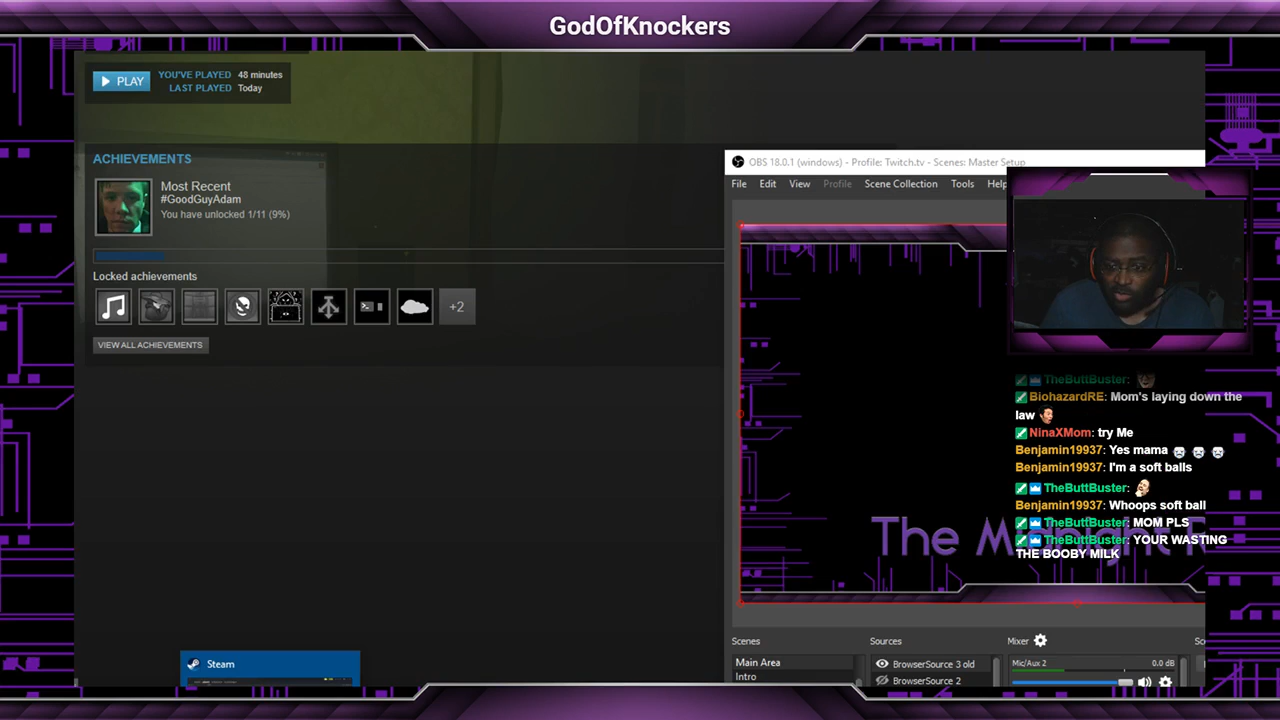 GodOfKnockers
PLAY
YOU'VE PLAYED 48 minutes
LAST PLAYED Today
ACHIEVEMENTS
Most Recent
#GoodGuyAdam
You have unlocked 1/11 (9%)
Locked achievements
+2
VIEW ALL ACHIEVEMENTS
Steam
OBS 18.0.1 (windows) - Profile: Twitch.tv - Scenes: Master Setup
File Edit View Profile Scene Collection Tools Help
The Midnight R
Scenes
Main Area
Intro
Sources
BrowserSource 3 old
BrowserSource 2
Mixer
Mic/Aux 2 0.0 dB
TheButtBuster:
BiohazardRE: Mom's laying down the
law
NinaXMom: try Me
Benjamin19937: Yes mama
Benjamin19937: I'm a soft balls
TheButtBuster:
Benjamin19937: Whoops soft ball
TheButtBuster: MOM PLS
TheButtBuster: YOUR WASTING
THE BOOBY MILK